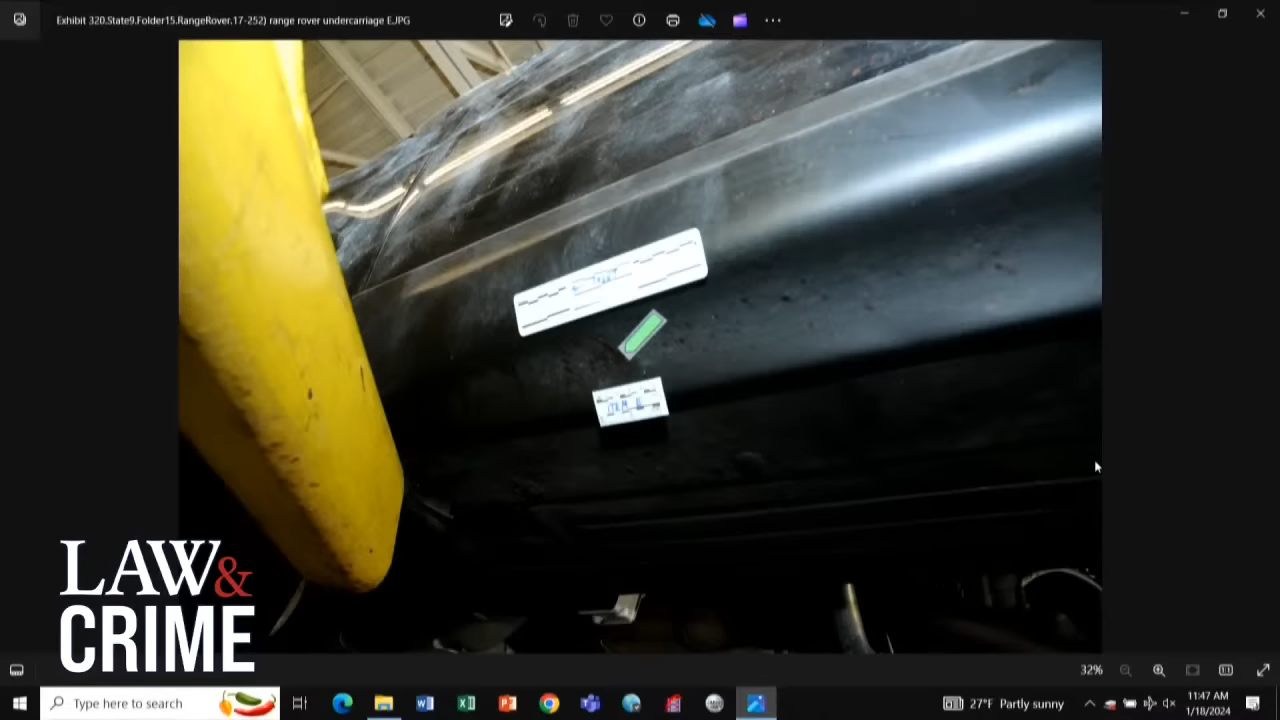 Exhibit 320.State9.Folder15.RangeRover.17-252) range rover undercarriage E.JPG
ITEM E
LAW&
CRIME
32%
Type here to search
27°F Partly sunny
11:47 AM
1/18/2024